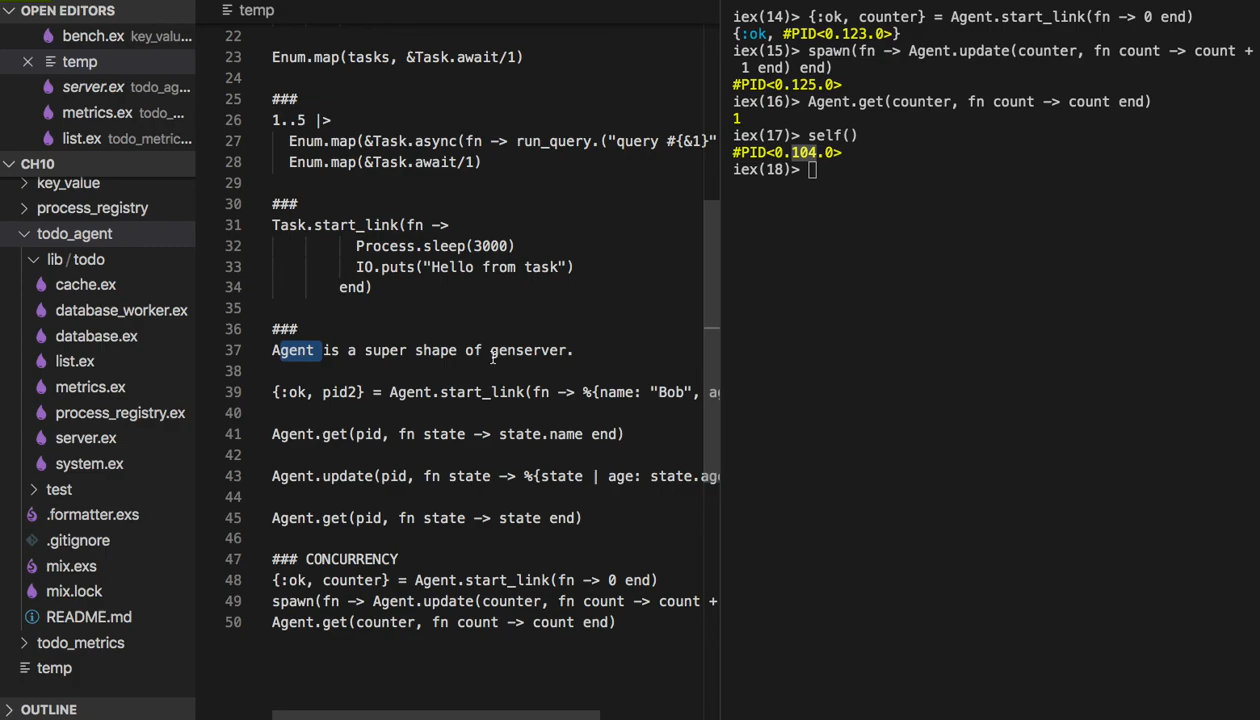 OPEN EDITORS
bench.ex key_valu...
temp
server.ex todo_ag...
metrics.ex todo_...
list.ex todo_metric...
CH10
key_value
process_registry
todo_agent
lib / todo
cache.ex
database_worker.ex
database.ex
list.ex
metrics.ex
process_registry.ex
server.ex
system.ex
test
.formatter.exs
.gitignore
mix.exs
mix.lock
README.md
todo_metrics
temp
OUTLINE
temp
22
23 Enum.map(tasks, &Task.await/1)
24
25 ###
26 1..5 |>
27 Enum.map(&Task.async(fn -> run_query.("query #{&1}"
28 Enum.map(&Task.await/1)
29
30 ###
31 Task.start_link(fn ->
32 Process.sleep(3000)
33 IO.puts("Hello from task")
34 end)
35
36 ###
37 Agent is a super shape of genserver.
38
39 {:ok, pid2} = Agent.start_link(fn -> %{name: "Bob", ag
40
41 Agent.get(pid, fn state -> state.name end)
42
43 Agent.update(pid, fn state -> %{state | age: state.ag
44
45 Agent.get(pid, fn state -> state end)
46
47 ### CONCURRENCY
48 {:ok, counter} = Agent.start_link(fn -> 0 end)
49 spawn(fn -> Agent.update(counter, fn count -> count +
50 Agent.get(counter, fn count -> count end)
iex(14)> {:ok, counter} = Agent.start_link(fn -> 0 end)
{:ok, #PID<0.123.0>}
iex(15)> spawn(fn -> Agent.update(counter, fn count -> count +
1 end) end)
#PID<0.125.0>
iex(16)> Agent.get(counter, fn count -> count end)
1
iex(17)> self()
#PID<0.104.0>
iex(18)>